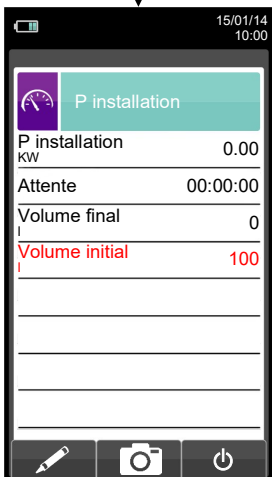 15/01/14
10:00
P installation
P installation 0.00
KW
Attente 00:00:00
Volume final 0
l
Volume initial 100
l